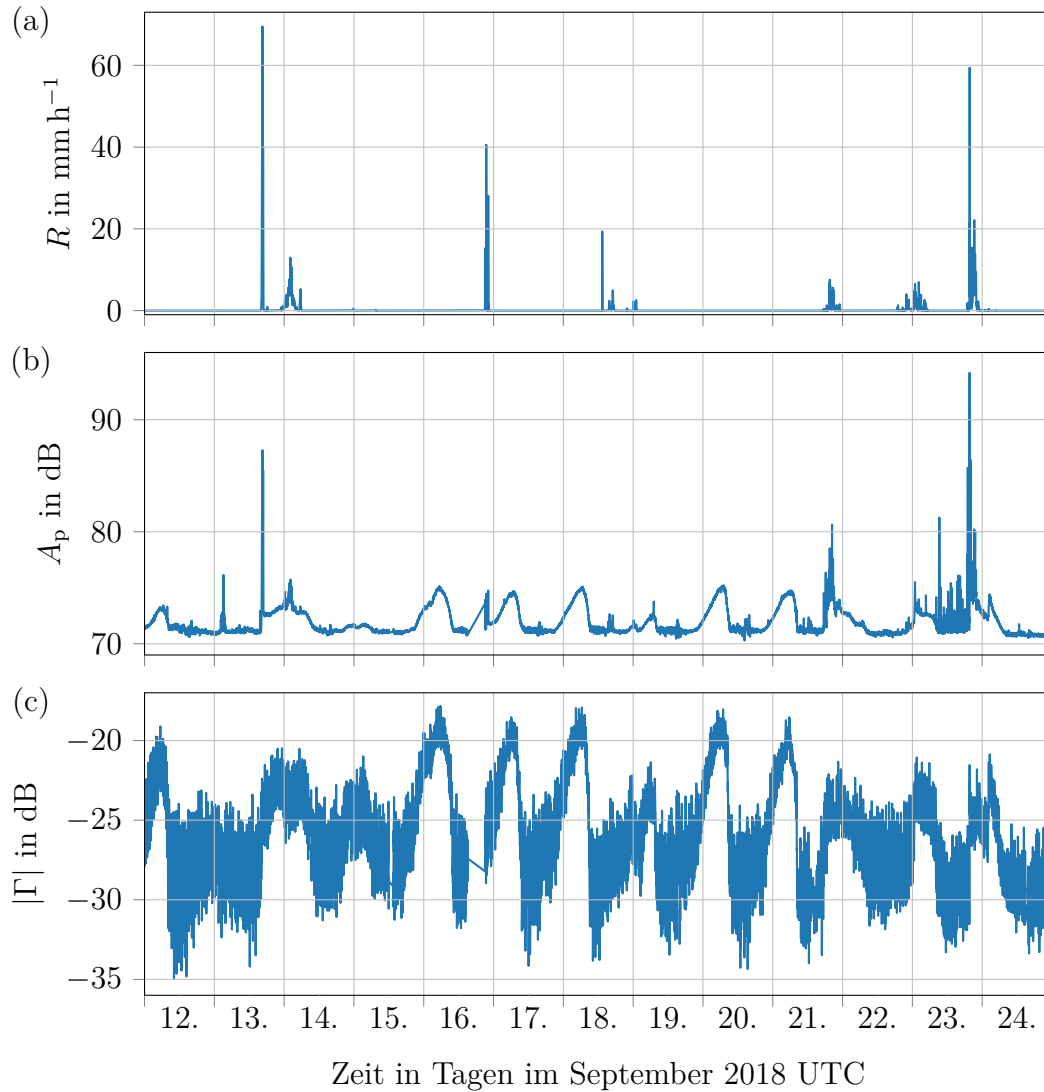 (a)
60
40
20
0
R in mm h⁻¹
(b)
90
80
70
Aₚ in dB
(c)
−20
−25
−30
−35
|Γ| in dB
12. 13. 14. 15. 16. 17. 18. 19. 20. 21. 22. 23. 24.
Zeit in Tagen im September 2018 UTC